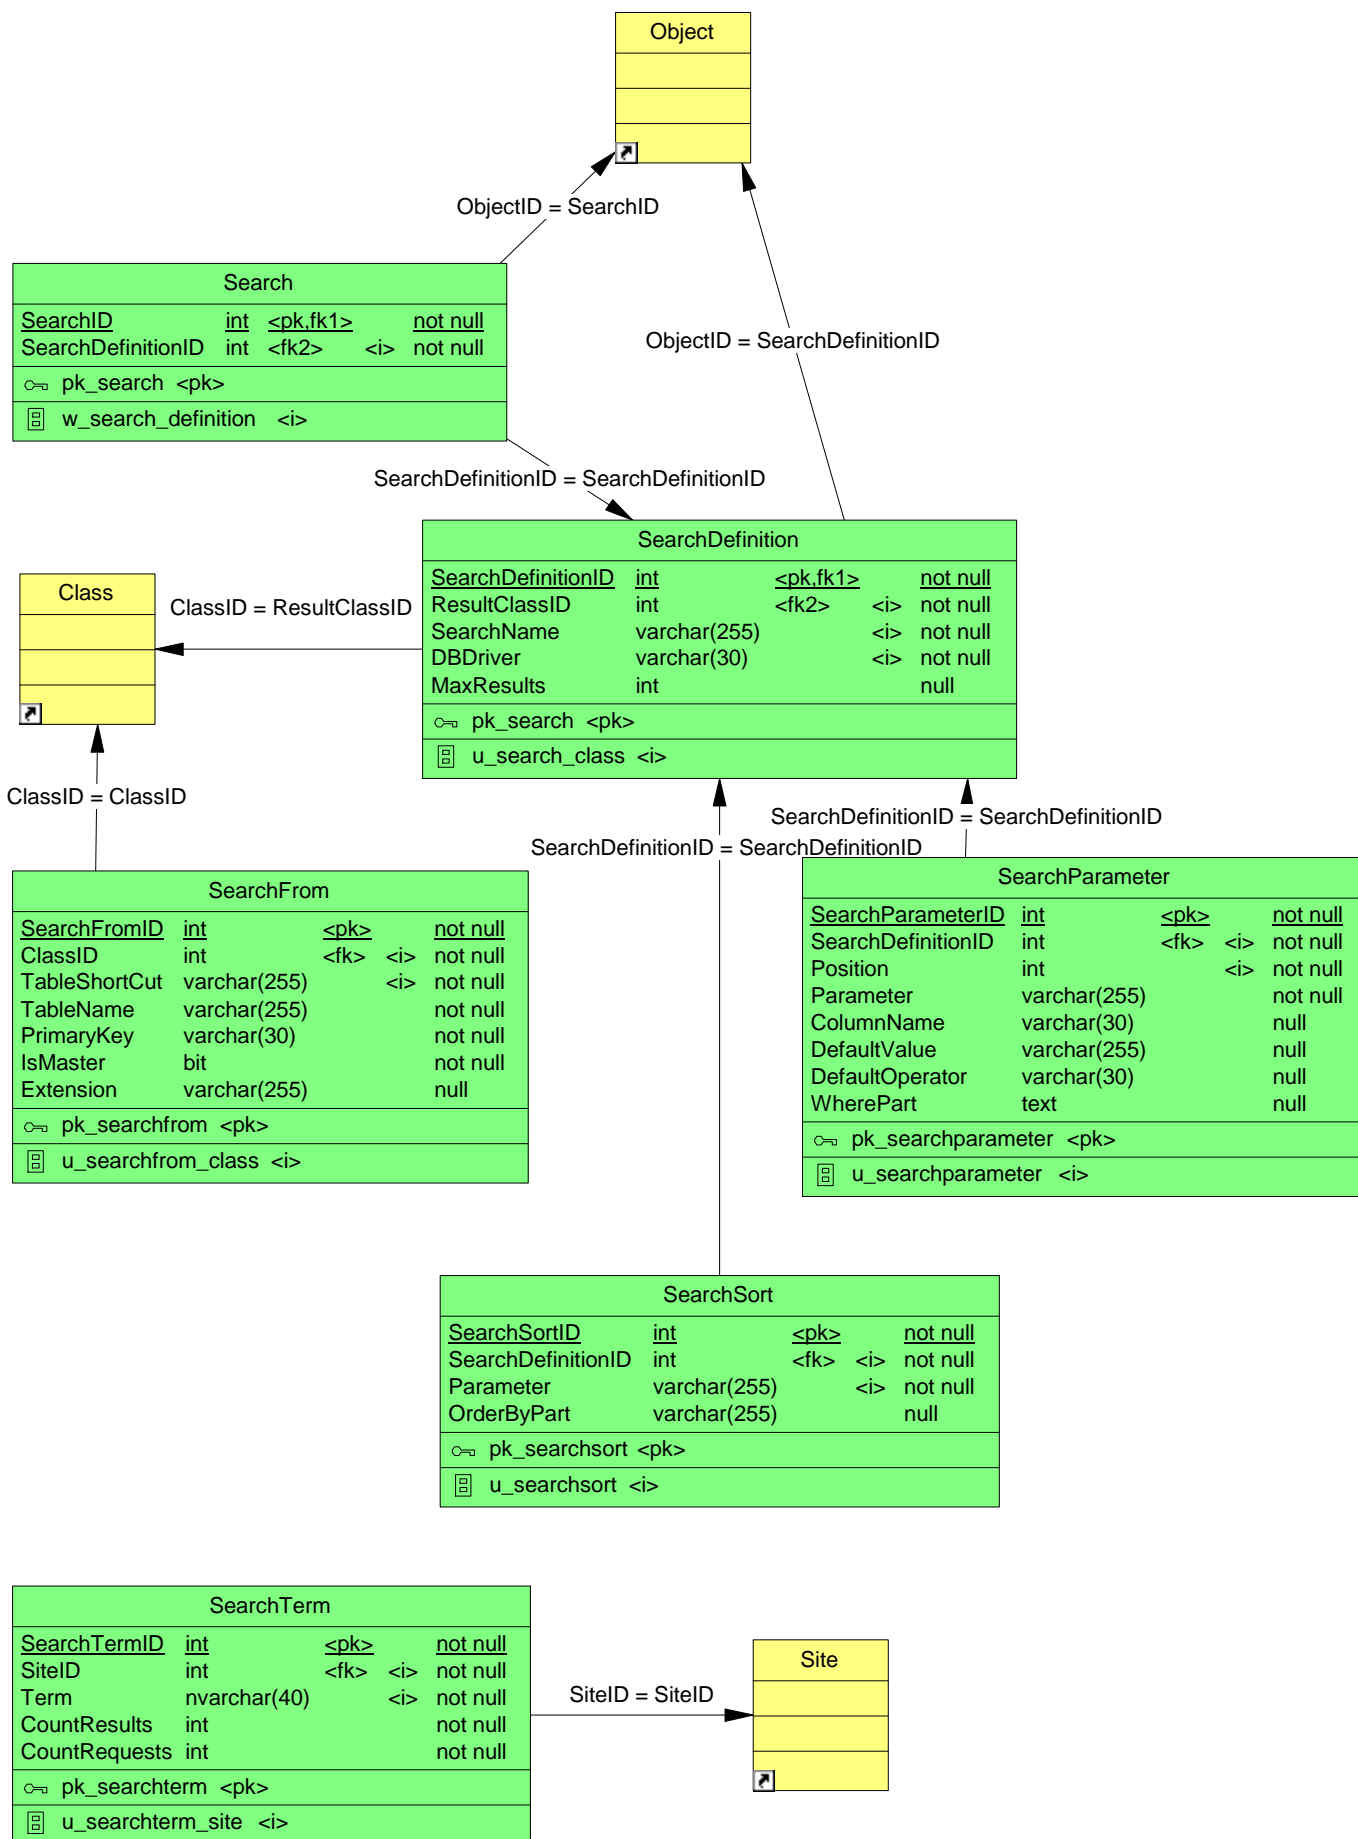 Object
ObjectID = SearchID
Search
SearchID int <pk,fk1> not null
SearchDefinitionID int <fk2> <i> not null
pk_search <pk>
w_search_definition <i>
ObjectID = SearchDefinitionID
SearchDefinitionID = SearchDefinitionID
SearchDefinition
SearchDefinitionID int <pk,fk1> not null
ResultClassID int <fk2> <i> not null
SearchName varchar(255) <i> not null
DBDriver varchar(30) <i> not null
MaxResults int null
pk_search <pk>
u_search_class <i>
Class
ClassID = ResultClassID
ClassID = ClassID
SearchDefinitionID = SearchDefinitionID
SearchDefinitionID = SearchDefinitionID
SearchFrom
SearchFromID int <pk> not null
ClassID int <fk> <i> not null
TableShortCut varchar(255) <i> not null
TableName varchar(255) not null
PrimaryKey varchar(30) not null
IsMaster bit not null
Extension varchar(255) null
pk_searchfrom <pk>
u_searchfrom_class <i>
SearchParameter
SearchParameterID int <pk> not null
SearchDefinitionID int <fk> <i> not null
Position int <i> not null
Parameter varchar(255) not null
ColumnName varchar(30) null
DefaultValue varchar(255) null
DefaultOperator varchar(30) null
WherePart text null
pk_searchparameter <pk>
u_searchparameter <i>
SearchSort
SearchSortID int <pk> not null
SearchDefinitionID int <fk> <i> not null
Parameter varchar(255) <i> not null
OrderByPart varchar(255) null
pk_searchsort <pk>
u_searchsort <i>
SearchTerm
SearchTermID int <pk> not null
SiteID int <fk> <i> not null
Term nvarchar(40) <i> not null
CountResults int not null
CountRequests int not null
pk_searchterm <pk>
u_searchterm_site <i>
SiteID = SiteID
Site